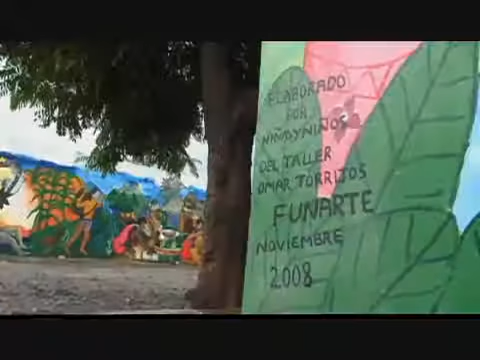 ELABORADO
POR
NIÑAS Y NIÑOS
DEL TALLER
OMAR TORRIJOS
FUNARTE
NOVIEMBRE
2008